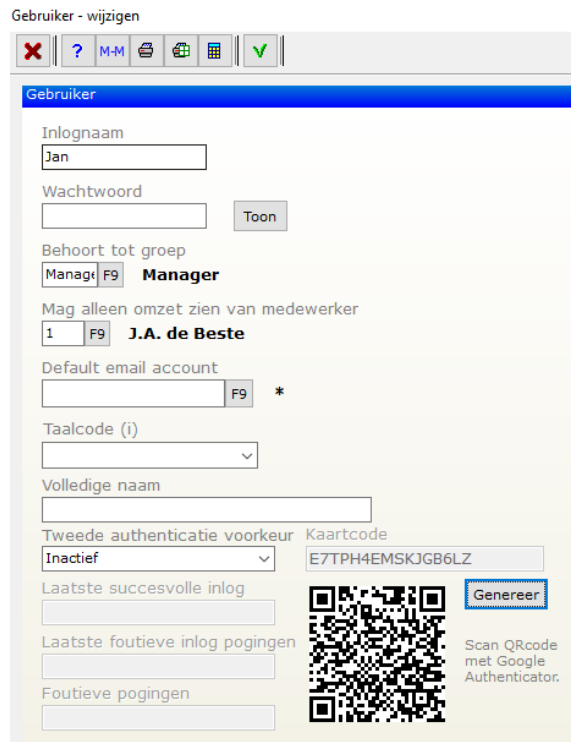 Gebruiker - wijzigen
? M-M
Gebruiker
Inlognaam
Jan
Wachtwoord
Toon
Behoort tot groep
Manage F9 Manager
Mag alleen omzet zien van medewerker
1 F9 J.A. de Beste
Default email account
F9 *
Taalcode (i)
Volledige naam
Tweede authenticatie voorkeur Kaartcode
Inactief E7TPH4EMSKJGB6LZ
Laatste succesvolle inlog
Genereer
Laatste foutieve inlog pogingen
Scan QRcode
met Google
Authenticator.
Foutieve pogingen